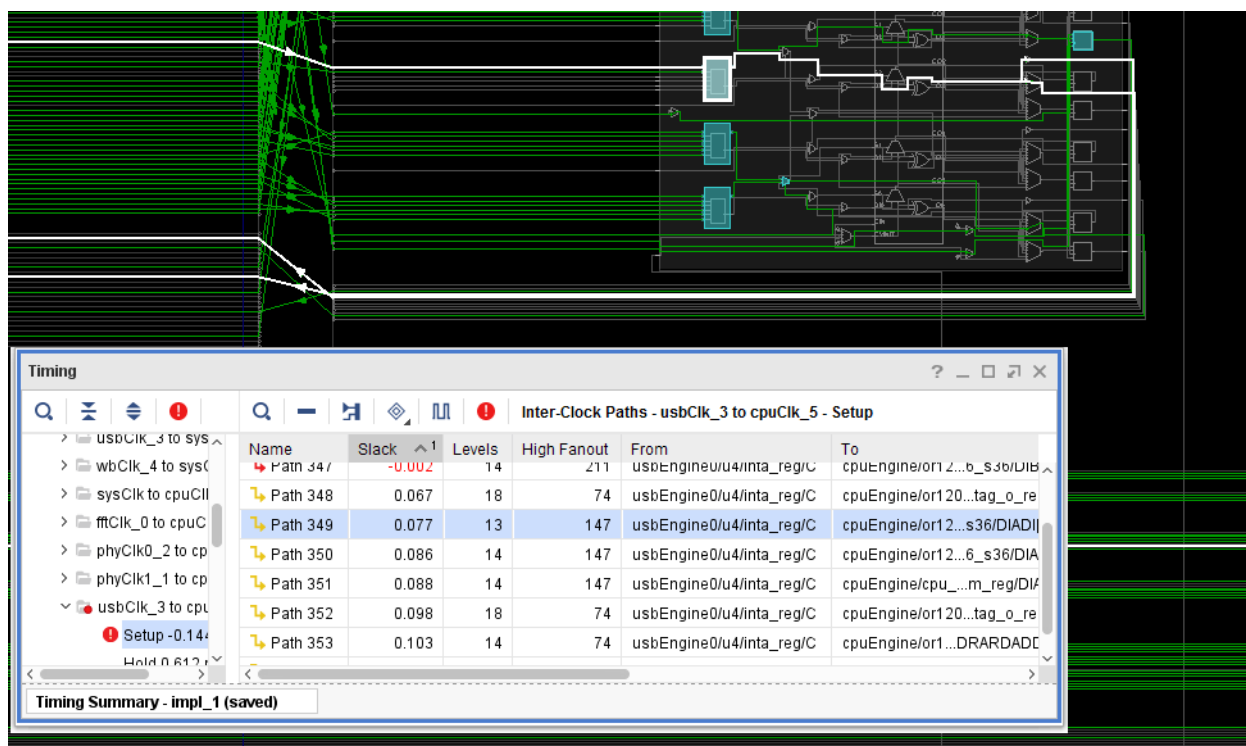 Timing
? _
Inter-Clock Paths - usbClk_3 to cpuClk_5 - Setup
usbClk_3 to sys
wbClk_4 to sys(
sysClk to cpuCll
fftClk_0 to cpuC
phyClk0_2 to cp
phyClk1_1 to cp
usbClk_3 to cpu
Setup -0.144
Hold 0.612
Name Slack ^1 Levels High Fanout From To
Path 347 -0.002 14 211 usbEngine0/u4/inta_reg/C cpuEngine/or12...6_s36/DIB
Path 348 0.067 18 74 usbEngine0/u4/inta_reg/C cpuEngine/or120...tag_o_re
Path 349 0.077 13 147 usbEngine0/u4/inta_reg/C cpuEngine/or12...s36/DIADI
Path 350 0.086 14 147 usbEngine0/u4/inta_reg/C cpuEngine/or12...6_s36/DIA
Path 351 0.088 14 147 usbEngine0/u4/inta_reg/C cpuEngine/cpu_...m_reg/DIA
Path 352 0.098 18 74 usbEngine0/u4/inta_reg/C cpuEngine/or120...tag_o_re
Path 353 0.103 14 74 usbEngine0/u4/inta_reg/C cpuEngine/or1...DRARDADD
Timing Summary - impl_1 (saved)